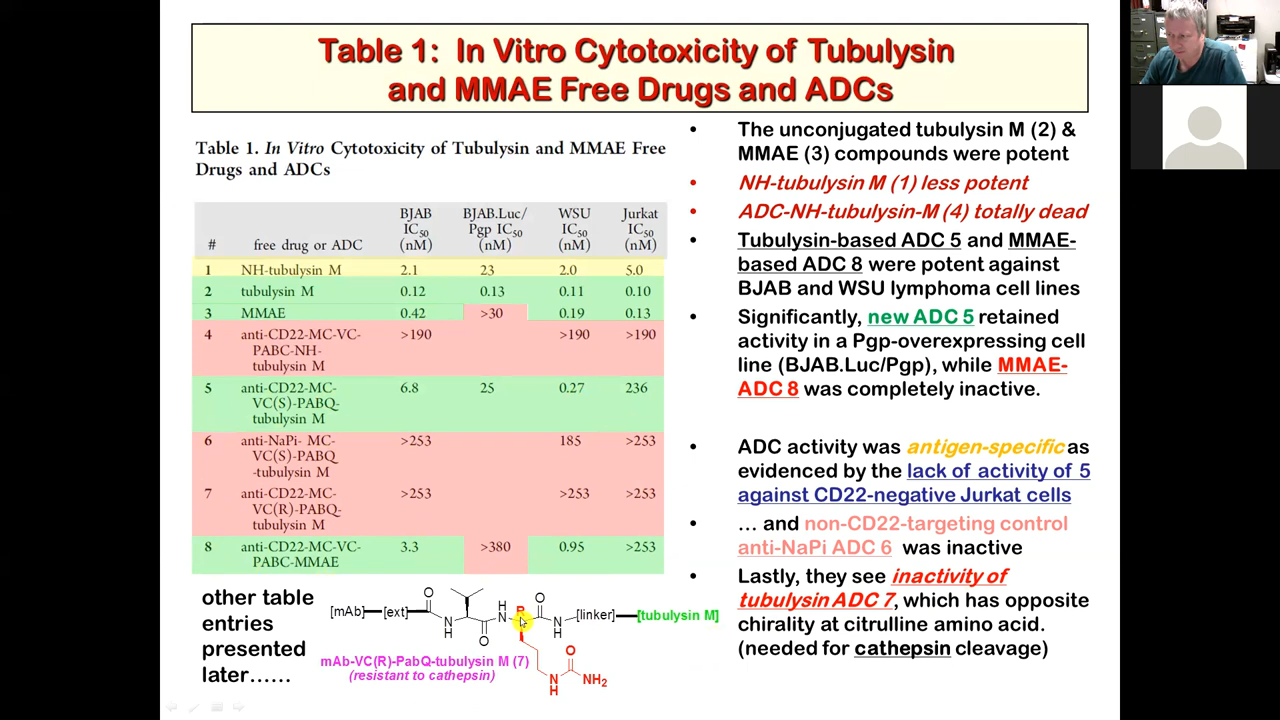 Table 1: In Vitro Cytotoxicity of Tubulysin
and MMAE Free Drugs and ADCs
Table 1. In Vitro Cytotoxicity of Tubulysin and MMAE Free
Drugs and ADCs
# free drug or ADC BJAB IC50 (nM) BJAB.Luc/ Pgp IC50 (nM) WSU IC50 (nM) Jurkat IC50 (nM)
1 NH-tubulysin M 2.1 23 2.0 5.0
2 tubulysin M 0.12 0.13 0.11 0.10
3 MMAE 0.42 >30 0.19 0.13
4 anti-CD22-MC-VC- >190 >190 >190
PABC-NH-
tubulysin M
5 anti-CD22-MC- 6.8 25 0.27 236
VC(S)-PABQ-
tubulysin M
6 anti-NaPi- MC- >253 185 >253
VC(S)-PABQ
-tubulysin M
7 anti-CD22-MC- >253 >253 >253
VC(R)-PABQ-
tubulysin M
8 anti-CD22-MC-VC- 3.3 >380 0.95 >253
PABC-MMAE
other table
entries
presented
later……
[mAb] [ext] O N H O H N R O N H [linker] [tubulysin M]
mAb-VC(R)-PabQ-tubulysin M (7)
(resistant to cathepsin)
O N H NH2
• The unconjugated tubulysin M (2) &
MMAE (3) compounds were potent
• NH-tubulysin M (1) less potent
• ADC-NH-tubulysin-M (4) totally dead
• Tubulysin-based ADC 5 and MMAE-
based ADC 8 were potent against
BJAB and WSU lymphoma cell lines
• Significantly, new ADC 5 retained
activity in a Pgp-overexpressing cell
line (BJAB.Luc/Pgp), while MMAE-
ADC 8 was completely inactive.
• ADC activity was antigen-specific as
evidenced by the lack of activity of 5
against CD22-negative Jurkat cells
• … and non-CD22-targeting control
anti-NaPi ADC 6 was inactive
• Lastly, they see inactivity of
tubulysin ADC 7, which has opposite
chirality at citrulline amino acid.
(needed for cathepsin cleavage)